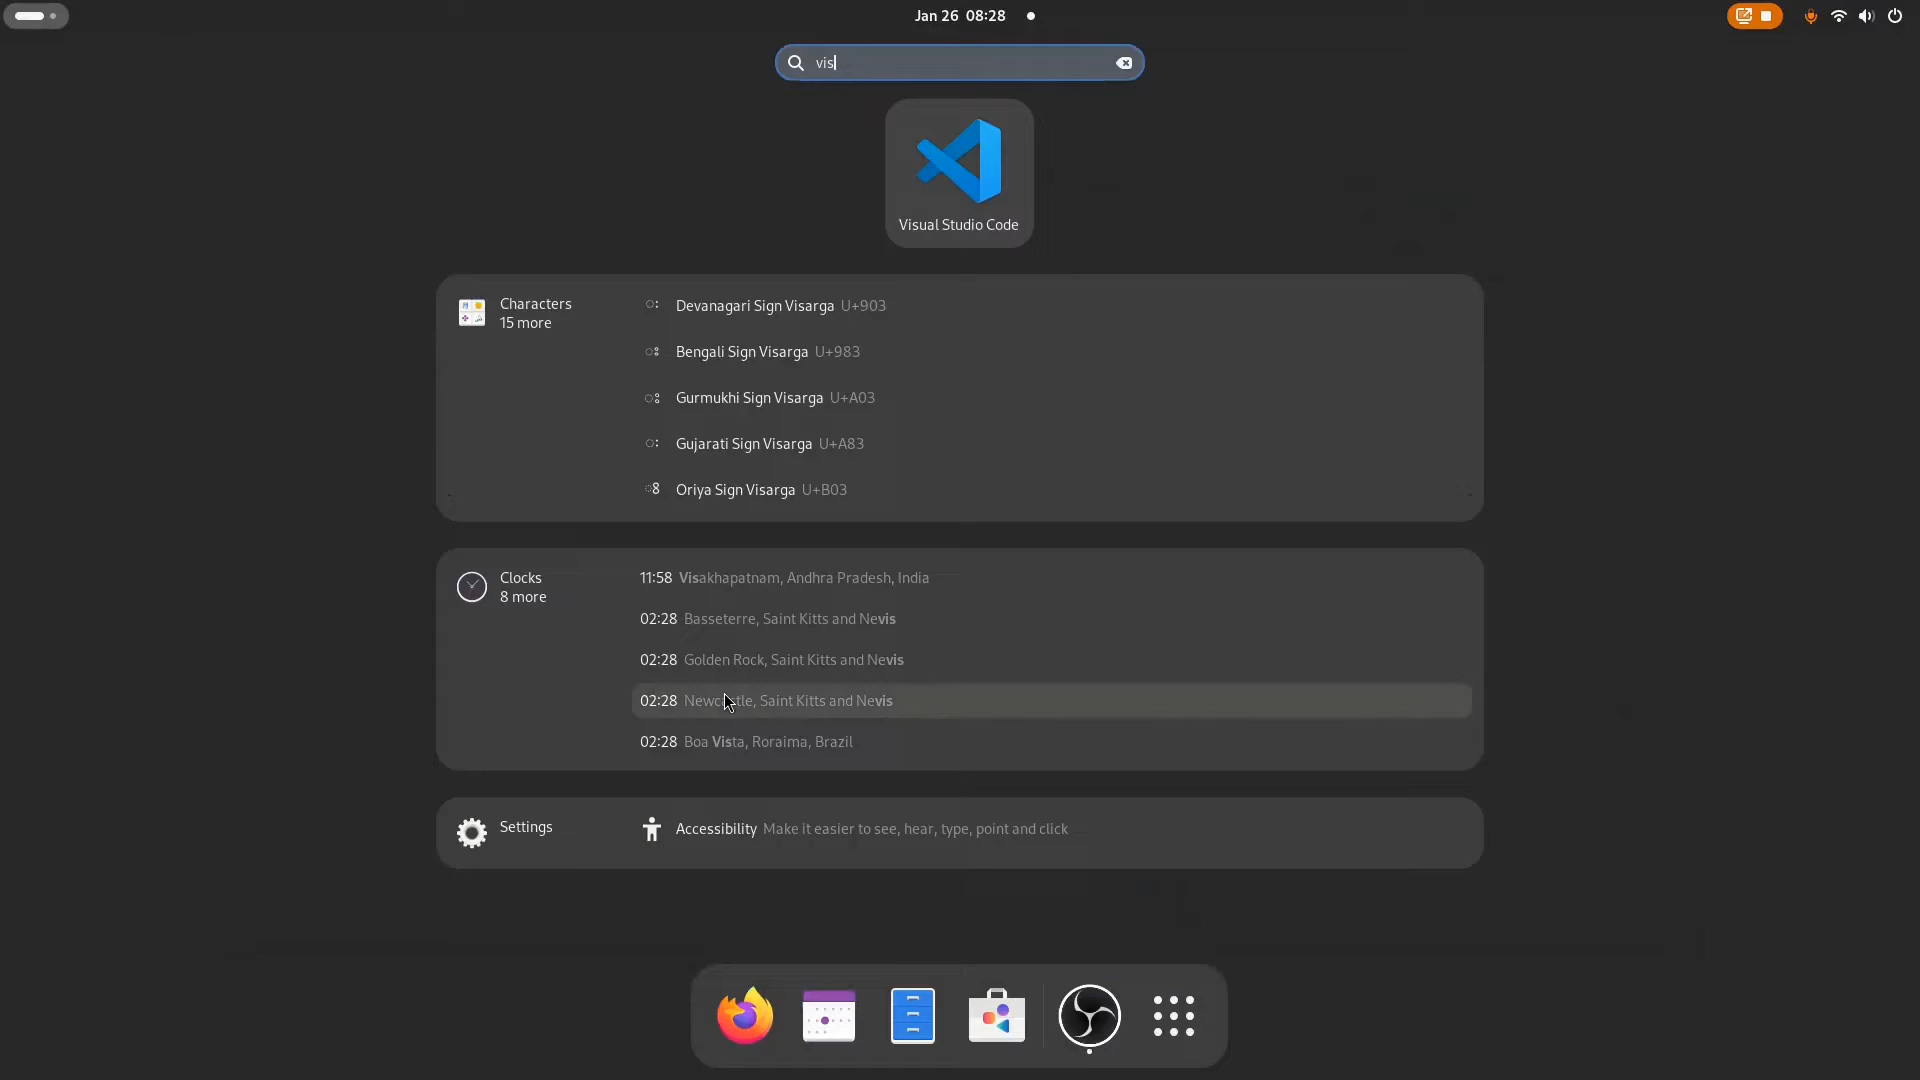 Jan 26 08:28
vis
Visual Studio Code
Characters
15 more
Devanagari Sign Visarga U+903
Bengali Sign Visarga U+983
Gurmukhi Sign Visarga U+A03
Gujarati Sign Visarga U+A83
Oriya Sign Visarga U+B03
Clocks
8 more
11:58 Visakhapatnam, Andhra Pradesh, India
02:28 Basseterre, Saint Kitts and Nevis
02:28 Golden Rock, Saint Kitts and Nevis
02:28 Newcastle, Saint Kitts and Nevis
02:28 Boa Vista, Roraima, Brazil
Settings
Accessibility Make it easier to see, hear, type, point and click